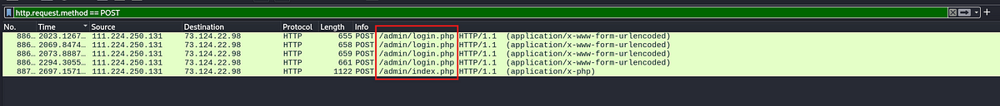 http.request.method == POST
No. Time Source Destination Protocol Length Info
886… 2023.1267… 111.224.250.131 73.124.22.98 HTTP 655 POST /admin/login.php HTTP/1.1 (application/x-www-form-urlencoded)
886… 2069.8474… 111.224.250.131 73.124.22.98 HTTP 658 POST /admin/login.php HTTP/1.1 (application/x-www-form-urlencoded)
886… 2073.8887… 111.224.250.131 73.124.22.98 HTTP 659 POST /admin/login.php HTTP/1.1 (application/x-www-form-urlencoded)
886… 2294.3055… 111.224.250.131 73.124.22.98 HTTP 661 POST /admin/login.php HTTP/1.1 (application/x-www-form-urlencoded)
887… 2697.1571… 111.224.250.131 73.124.22.98 HTTP 1122 POST /admin/index.php HTTP/1.1 (application/x-php)